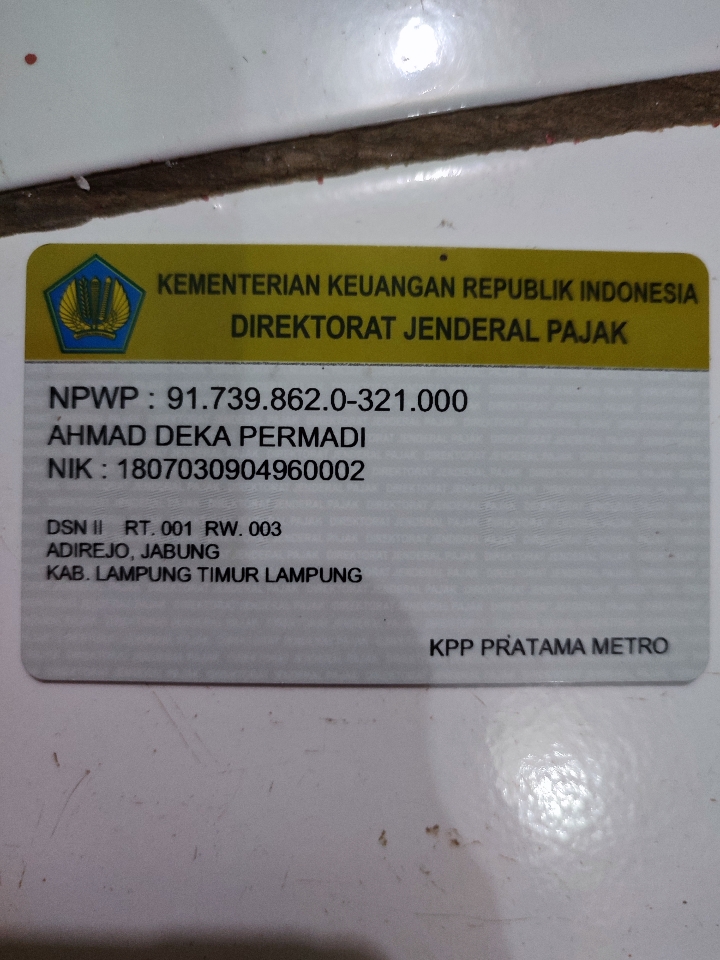 KEMENTERIAN KEUANGAN REPUBLIK INDONESIA
DIREKTORAT JENDERAL PAJAK
NPWP : 91.739.862.0-321.000
AHMAD DEKA PERMADI
NIK : 1807030904960002
DSN II RT. 001 RW. 003
ADIREJO, JABUNG
KAB. LAMPUNG TIMUR LAMPUNG
KPP PRATAMA METRO